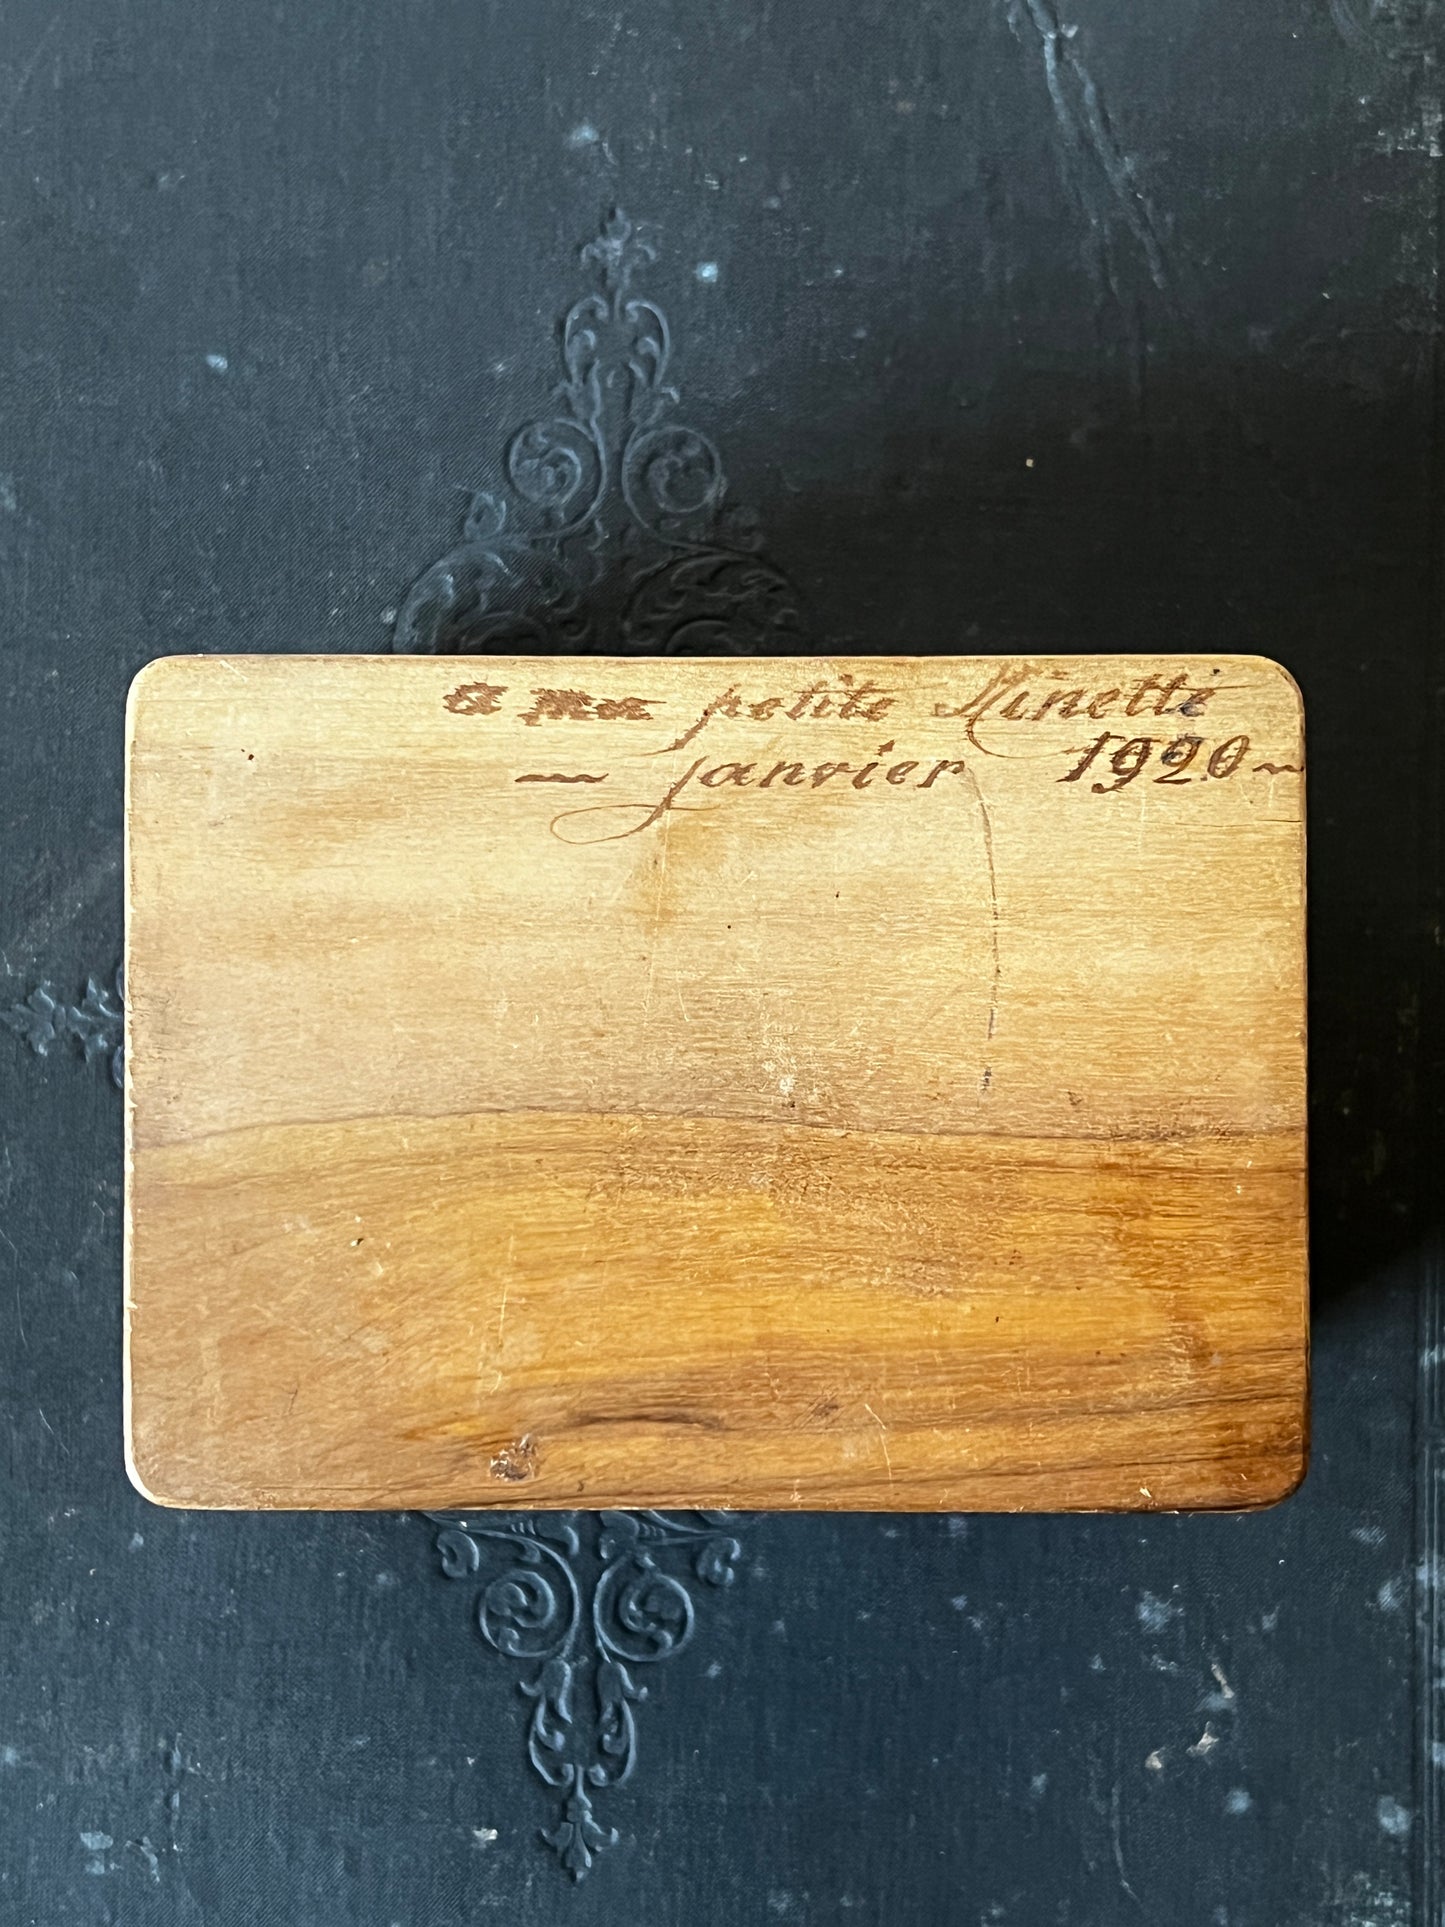 a ma petite Minette
— janvier 1920 ~